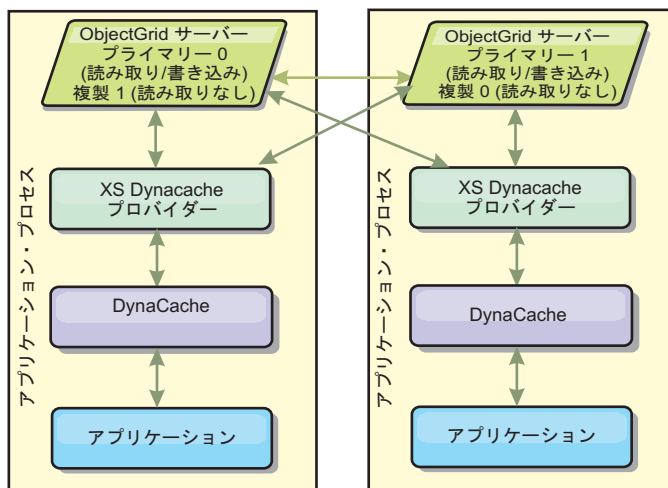 ObjectGrid サーバー
プライマリー 0
(読み取り/書き込み)
複製 1 (読み取りなし)
XS Dynacache
プロバイダー
DynaCache
アプリケーション
アプリケーション・プロセス
ObjectGrid サーバー
プライマリー 1
(読み取り/書き込み)
複製 0 (読み取りなし)
XS Dynacache
プロバイダー
DynaCache
アプリケーション
アプリケーション・プロセス